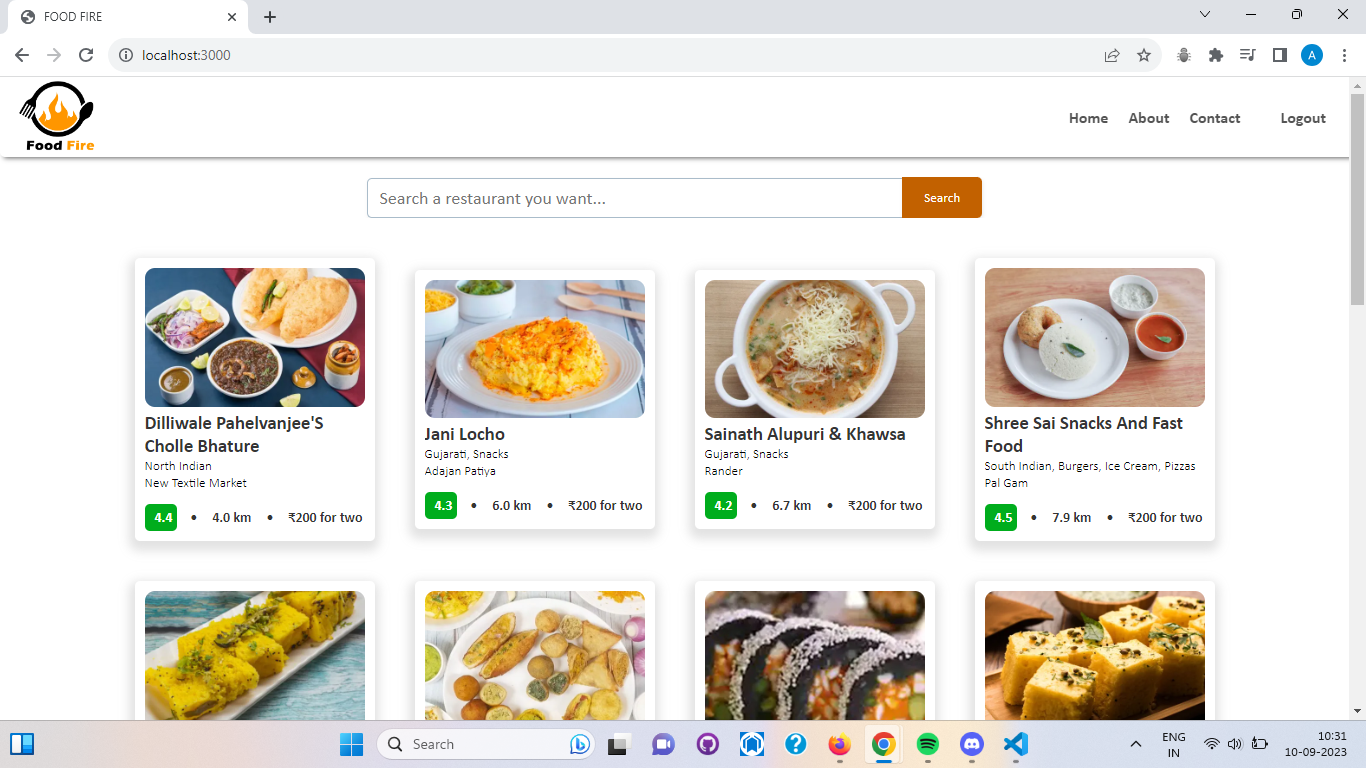 FOOD FIRE
localhost:3000
A
Food Fire
Home About Contact Logout
Search a restaurant you want...
Search
Dilliwale Pahelvanjee'S
Cholle Bhature
North Indian
New Textile Market
4.4 • 4.0 km • ₹200 for two
Jani Locho
Gujarati, Snacks
Adajan Patiya
4.3 • 6.0 km • ₹200 for two
Sainath Alupuri & Khawsa
Gujarati, Snacks
Rander
4.2 • 6.7 km • ₹200 for two
Shree Sai Snacks And Fast
Food
South Indian, Burgers, Ice Cream, Pizzas
Pal Gam
4.5 • 7.9 km • ₹200 for two
Search
ENG
IN
10:31
10-09-2023